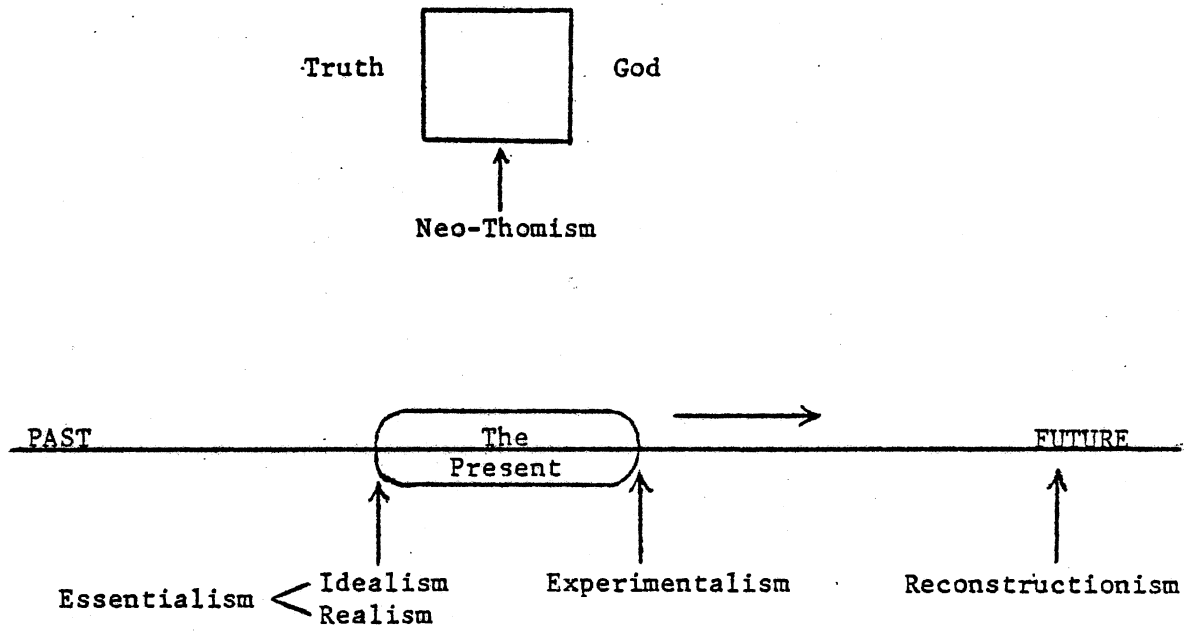 Truth God
Neo-Thomism
PAST The FUTURE
Present
Essentialism Idealism Experimentalism Reconstructionism
Realism